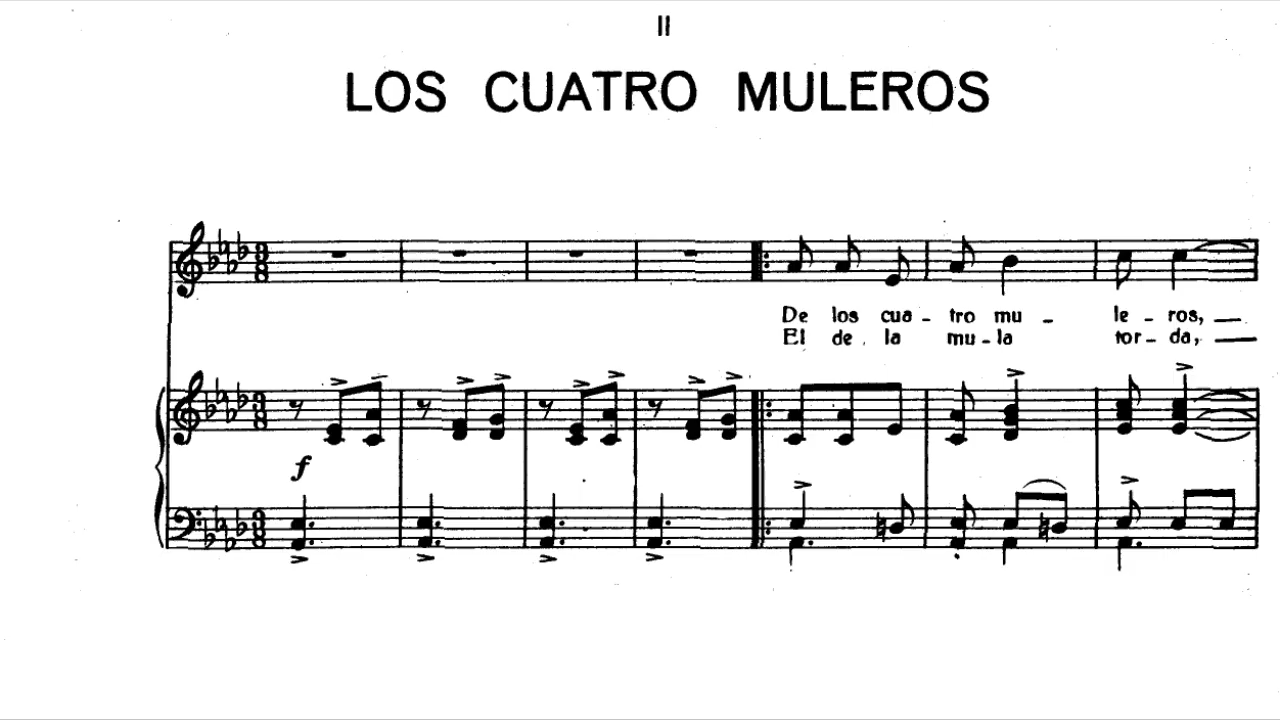 II
LOS CUATRO MULEROS
De los cua - tro mu - le - ros,
El de la mu - la tor - da,
f